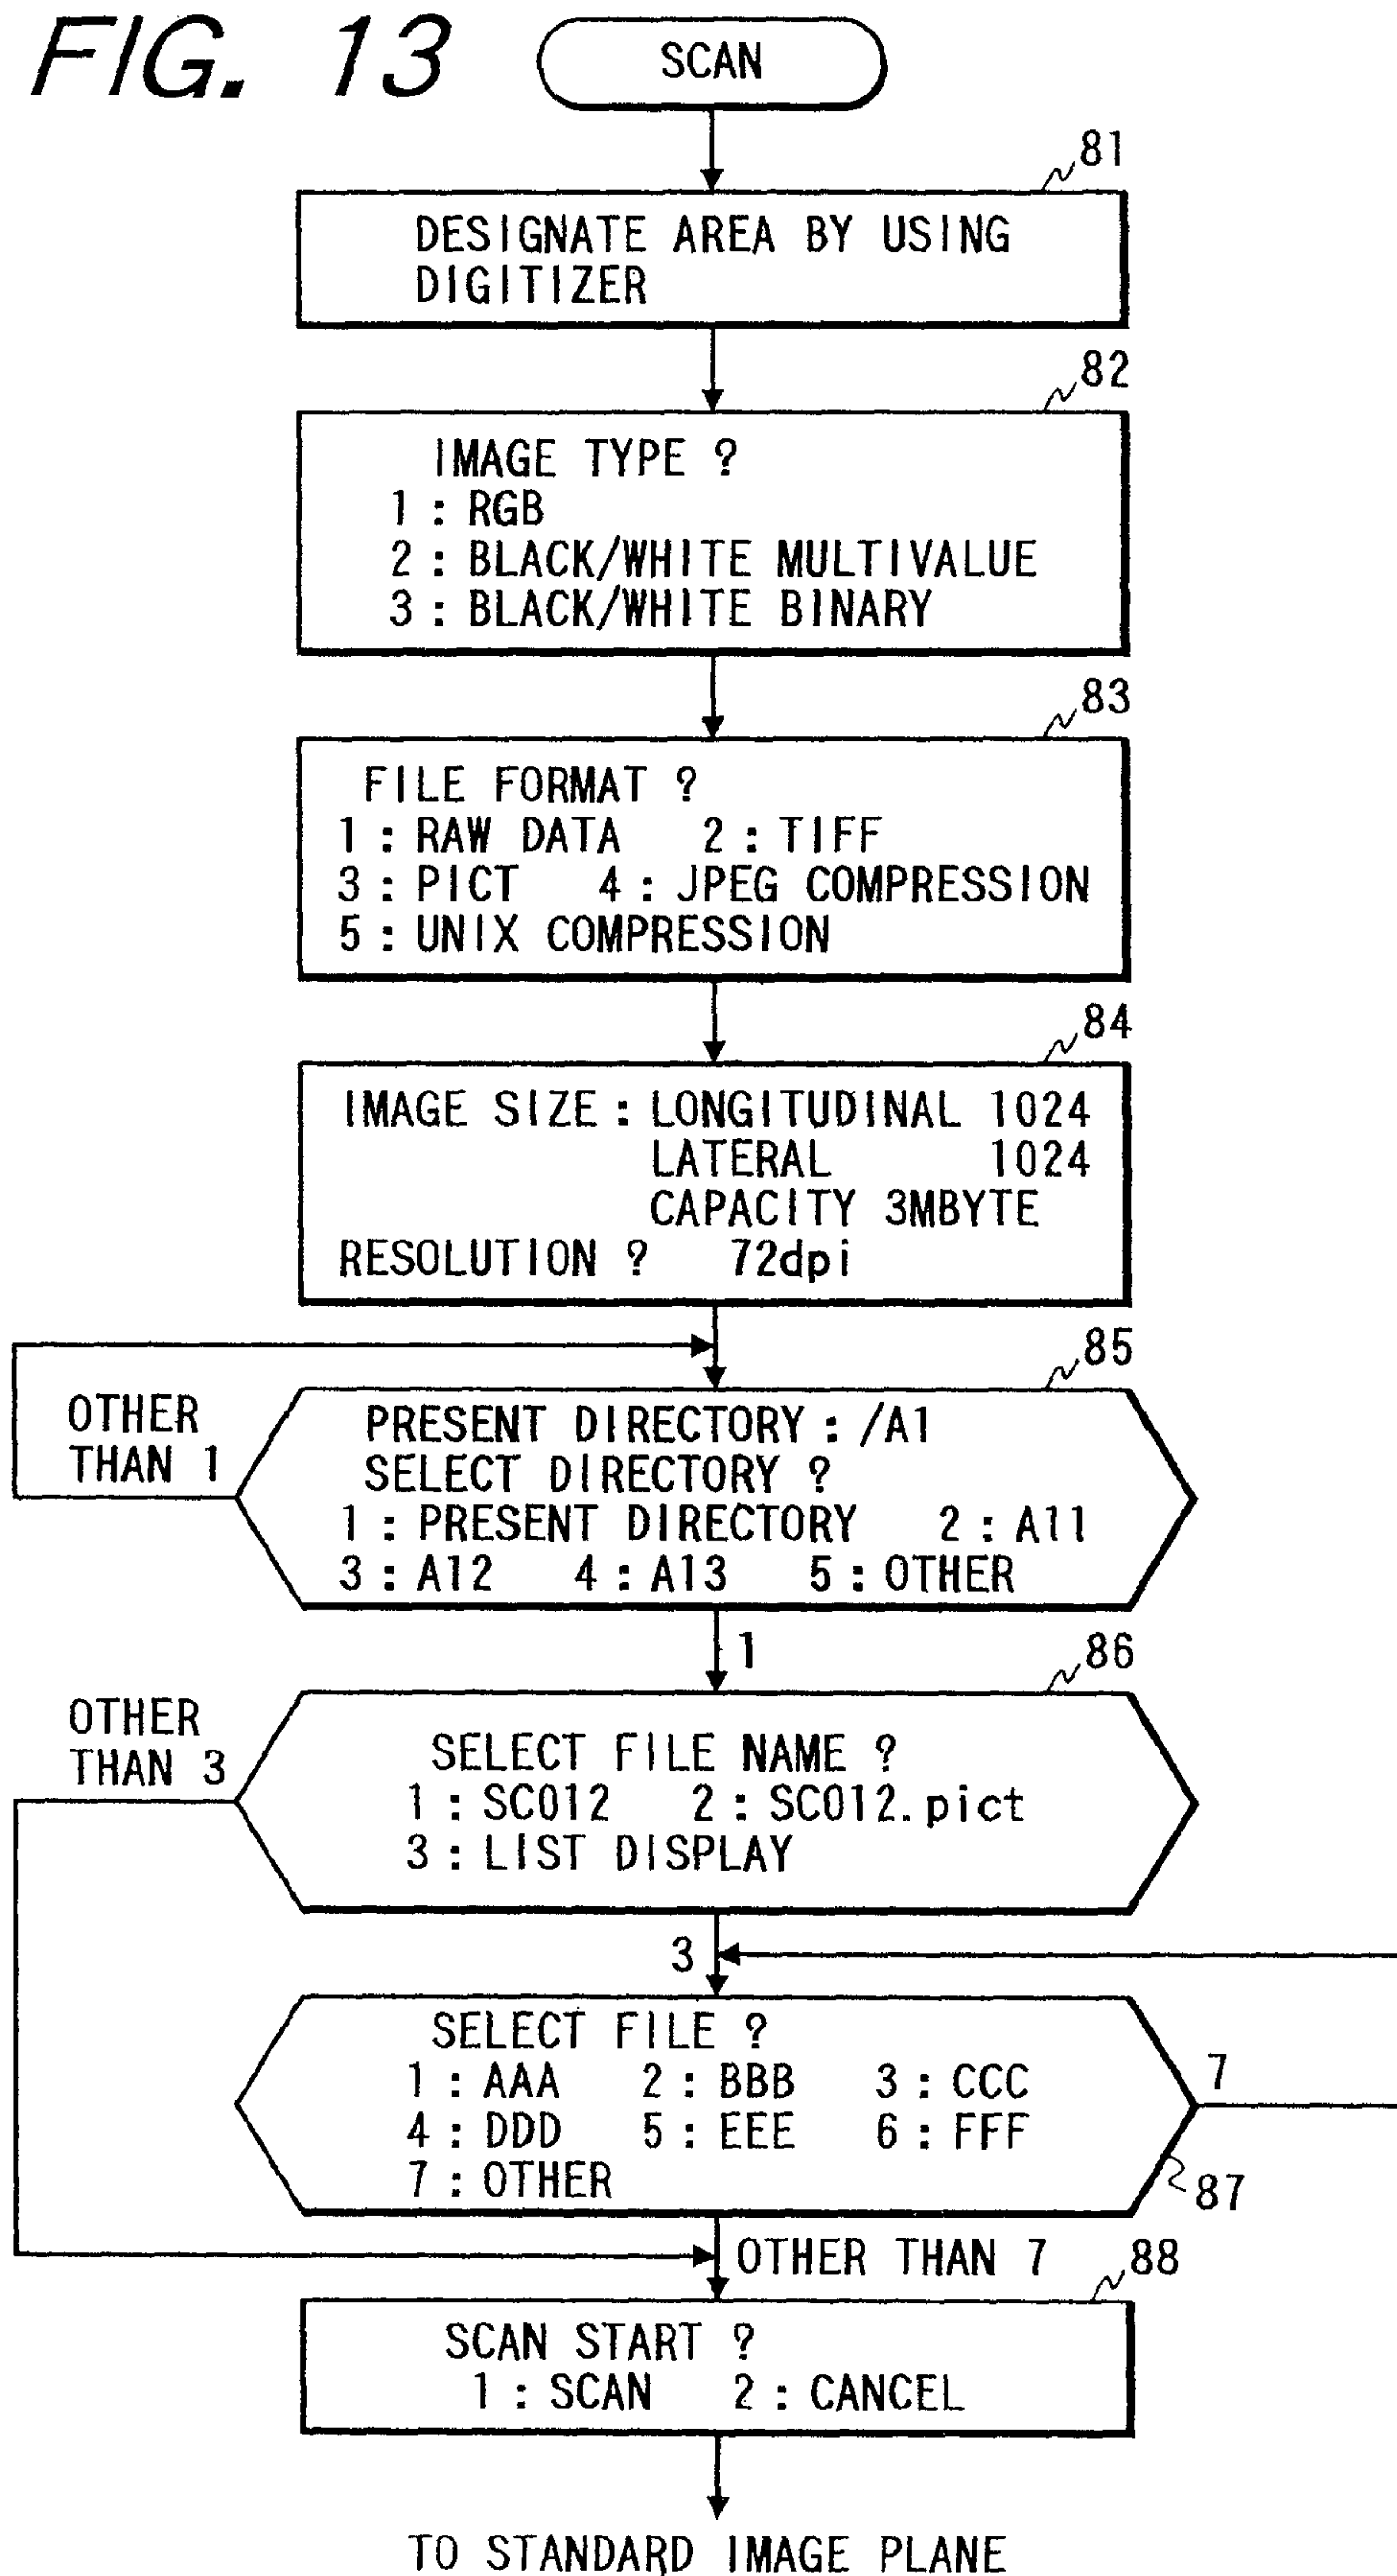 FIG. 13
SCAN
81
DESIGNATE AREA BY USING
DIGITIZER
82
IMAGE TYPE ?
1 : RGB
2 : BLACK/WHITE MULTIVALUE
3 : BLACK/WHITE BINARY
83
FILE FORMAT ?
1 : RAW DATA 2 : TIFF
3 : PICT 4 : JPEG COMPRESSION
5 : UNIX COMPRESSION
84
IMAGE SIZE : LONGITUDINAL 1024
LATERAL 1024
CAPACITY 3MBYTE
RESOLUTION ? 72dpi
85
OTHER
THAN 1
PRESENT DIRECTORY : /A1
SELECT DIRECTORY ?
1 : PRESENT DIRECTORY 2 : A11
3 : A12 4 : A13 5 : OTHER
1
86
OTHER
THAN 3
SELECT FILE NAME ?
1 : SC012 2 : SC012.pict
3 : LIST DISPLAY
3
SELECT FILE ?
1 : AAA 2 : BBB 3 : CCC
4 : DDD 5 : EEE 6 : FFF
7 : OTHER
7
87
OTHER THAN 7
88
SCAN START ?
1 : SCAN 2 : CANCEL
TO STANDARD IMAGE PLANE